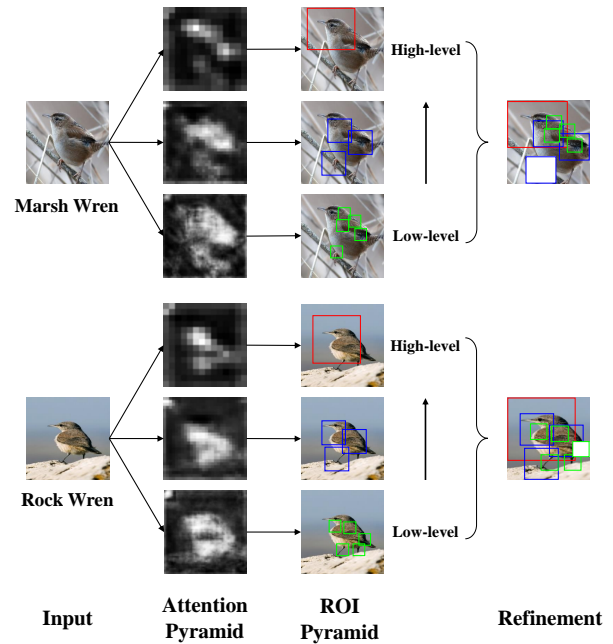 High-level
Marsh Wren
Low-level
High-level
Rock Wren
Low-level
Input
Attention
Pyramid
ROI
Pyramid
Refinement